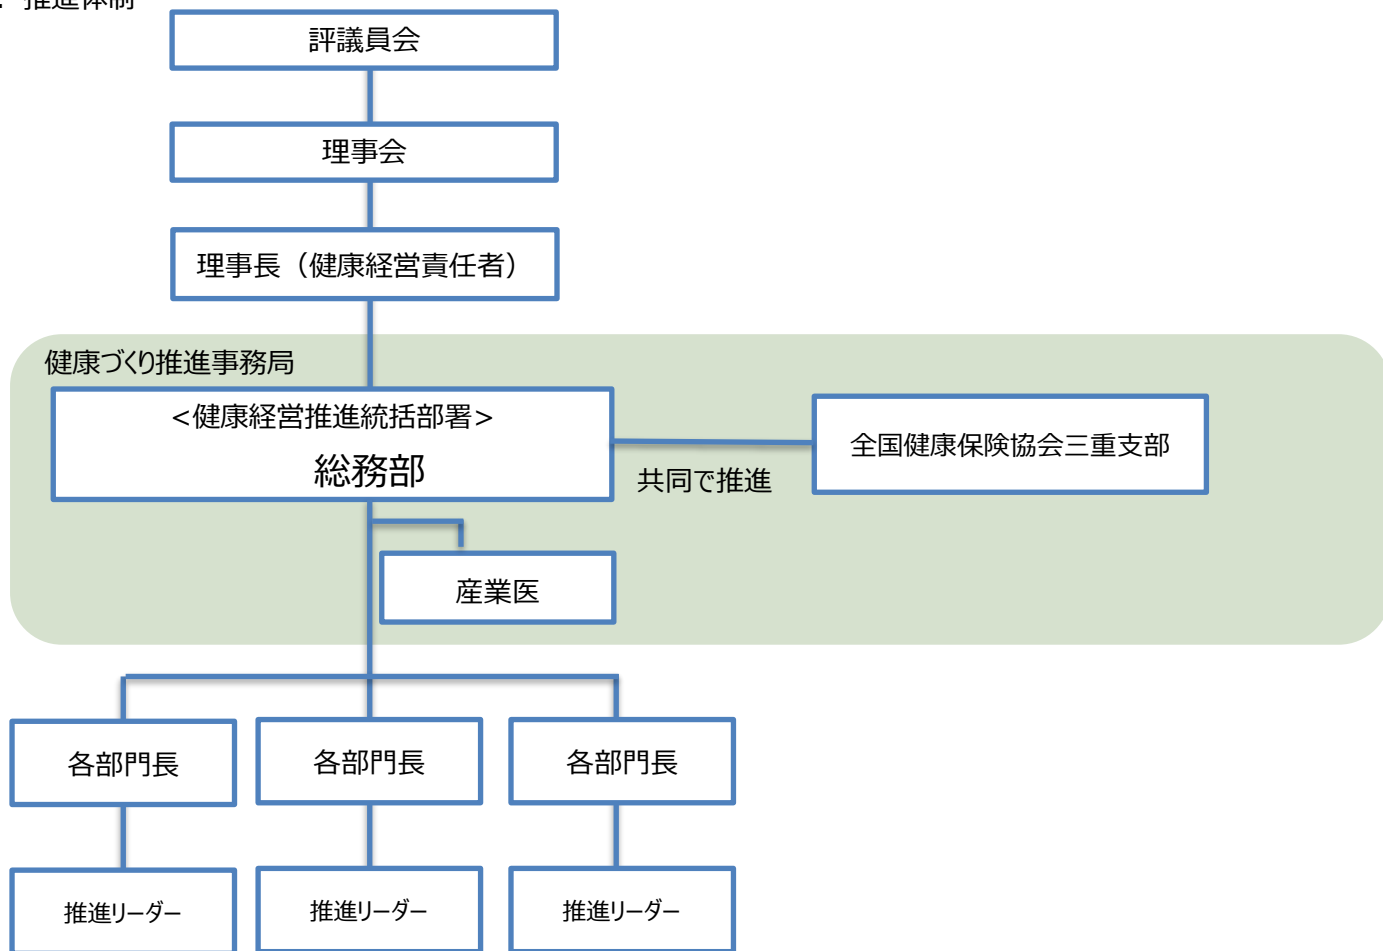 推進体制
評議員会
理事会
理事長（健康経営責任者）
健康づくり推進事務局
<健康経営推進統括部署>
総務部
共同で推進
全国健康保険協会三重支部
産業医
各部門長
各部門長
各部門長
推進リーダー
推進リーダー
推進リーダー